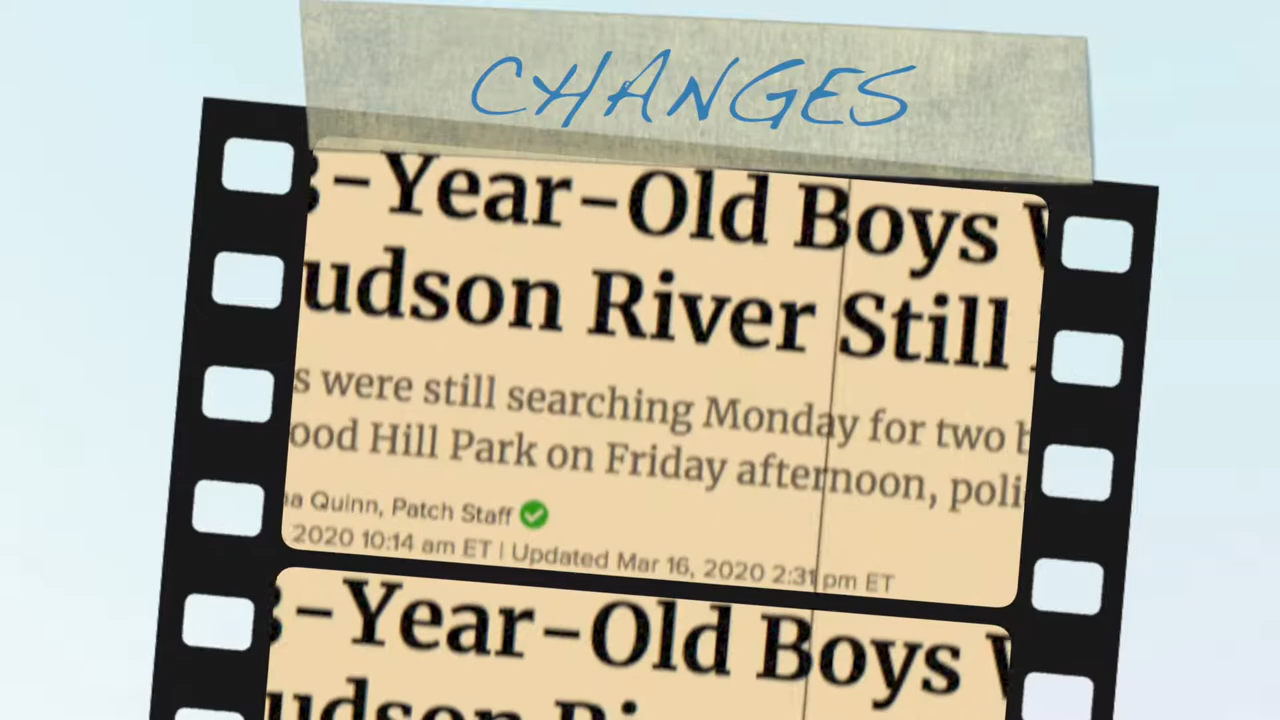 CHANGES
-Year-Old Boys
udson River Still
s were still searching Monday for two b
ood Hill Park on Friday afternoon, poli
ia Quinn, Patch Staff
2020 10:14 am ET | Updated Mar 16, 2020 2:31 pm ET
-Year-Old Boys
udson